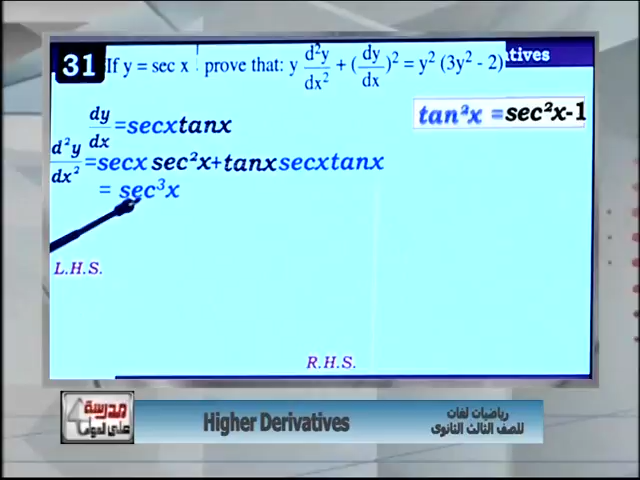 31 If y = sec x prove that: y d²y/dx² + (dy/dx)² = y² (3y² - 2)
tives
dy/dx =secxtanx
tan²x =sec²x-1
d²y/dx² =secx sec²x+tanxsecxtanx
= sec³x
L.H.S.
R.H.S.
مدرسة
على الهواء
Higher Derivatives
رياضيات لغات
للصف الثالث الثانوى